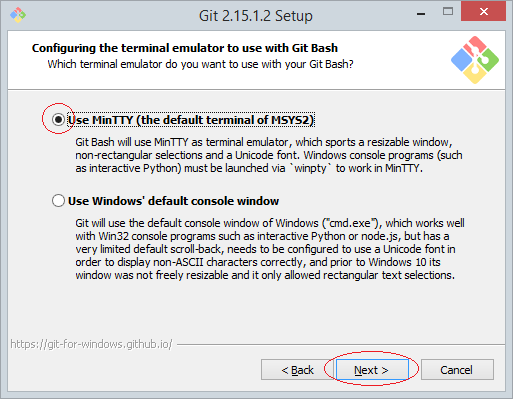 Git 2.15.1.2 Setup
Configuring the terminal emulator to use with Git Bash
Which terminal emulator do you want to use with your Git Bash?
Use MinTTY (the default terminal of MSYS2)
Git Bash will use MinTTY as terminal emulator, which sports a resizable window,
non-rectangular selections and a Unicode font. Windows console programs (such
as interactive Python) must be launched via `winpty` to work in MinTTY.
Use Windows' default console window
Git will use the default console window of Windows ("cmd.exe"), which works well
with Win32 console programs such as interactive Python or node.js, but has a
very limited default scroll-back, needs to be configured to use a Unicode font in
order to display non-ASCII characters correctly, and prior to Windows 10 its
window was not freely resizable and it only allowed rectangular text selections.
https://git-for-windows.github.io/
< Back
Next >
Cancel